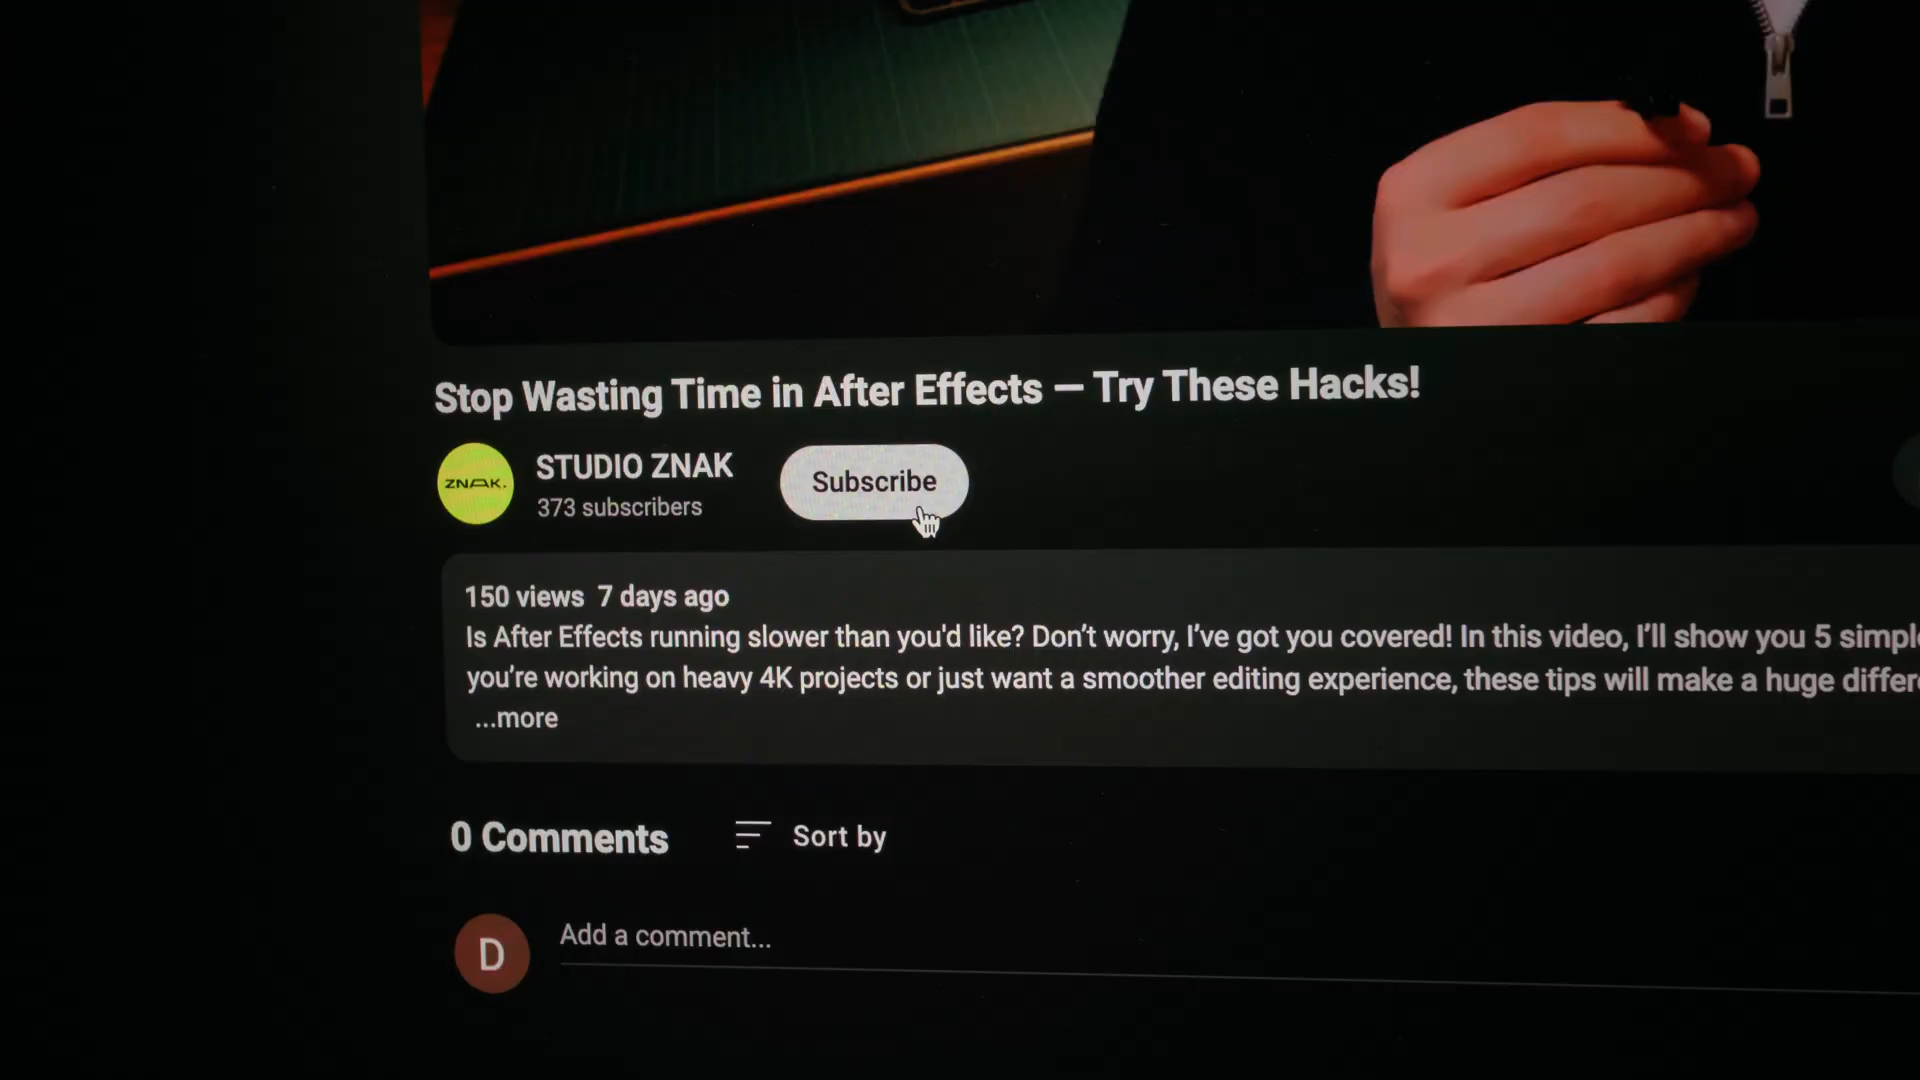 Stop Wasting Time in After Effects — Try These Hacks!
ZNAK.
STUDIO ZNAK
373 subscribers
Subscribe
150 views 7 days ago
Is After Effects running slower than you'd like? Don’t worry, I’ve got you covered! In this video, I’ll show you 5 simpl
you’re working on heavy 4K projects or just want a smoother editing experience, these tips will make a huge differe
...more
0 Comments
Sort by
D
Add a comment...